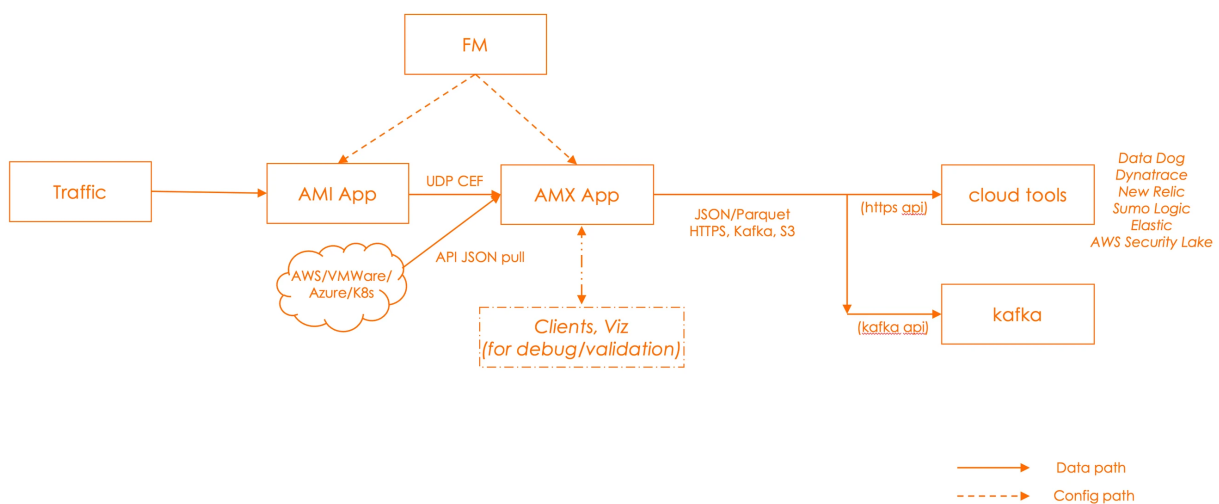 FM
Traffic
AMI App
UDP CEF
AMX App
JSON/Parquet
HTTPS, Kafka, S3
(https api)
cloud tools
Data Dog
Dynatrace
New Relic
Sumo Logic
Elastic
AWS Security Lake
AWS/VMWare/
Azure/K8s
API JSON pull
Clients, Viz
(for debug/validation)
(kafka api)
kafka
Data path
Config path